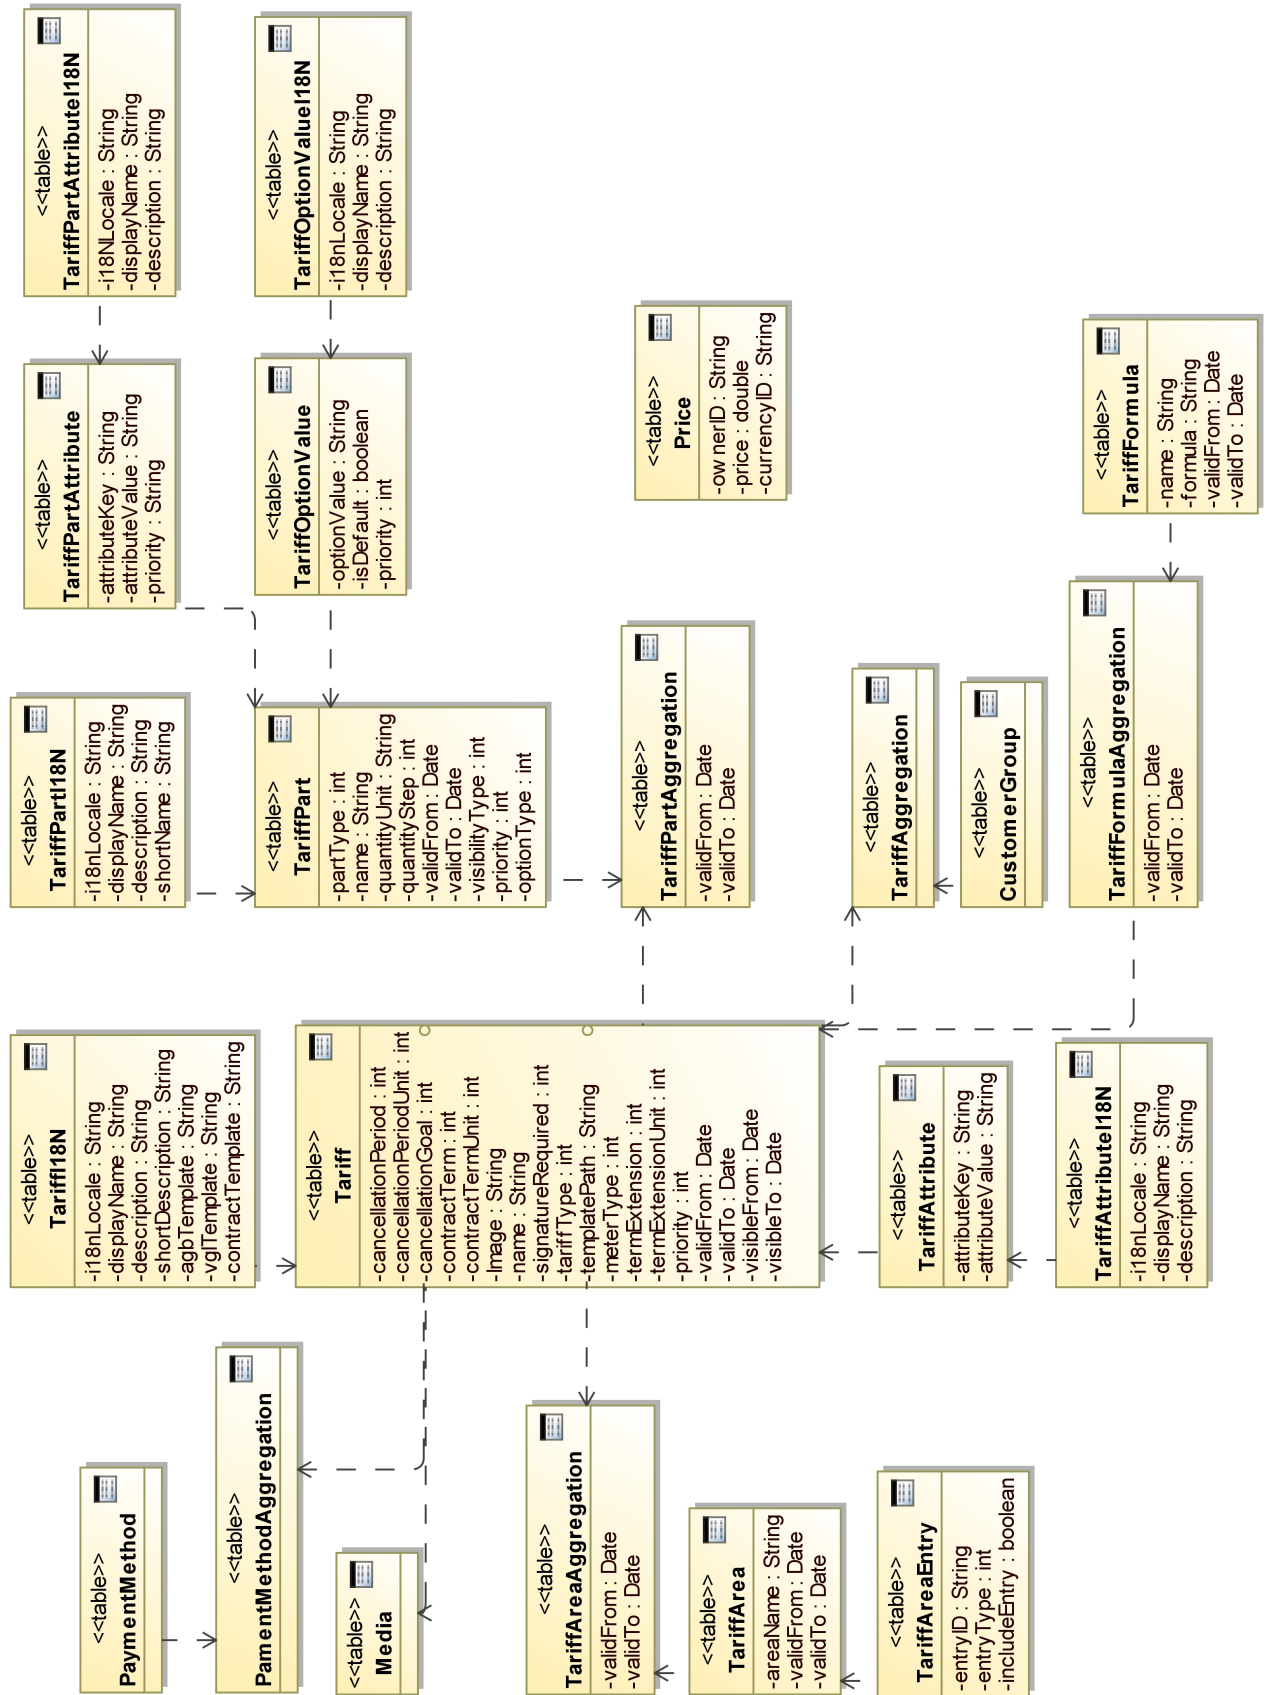 <<table>>
PaymentMethod
<<table>>
PamentMethodAggregation
<<table>>
Media
<<table>>
TariffAreaAggregation
-validFrom : Date
-validTo : Date
<<table>>
TariffArea
-areaName : String
-validFrom : Date
-validTo : Date
<<table>>
TariffAreaEntry
-entryID : String
-entryType : int
-includeEntry : boolean
<<table>>
TariffI18N
-i18nLocale : String
-displayName : String
-description : String
-shortDescription : String
-agbTemplate : String
-vglTemplate : String
-contractTemplate : String
<<table>>
Tariff
-cancellationPeriod : int
-cancellationPeriodUnit : int
-cancellationGoal : int
-contractTerm : int
-contractTermUnit : int
-Image : String
-name : String
-signatureRequired : int
-tariffType : int
-templatePath : String
-meterType : int
-termExtension : int
-termExtensionUnit : int
-priority : int
-validFrom : Date
-validTo : Date
-visibleFrom : Date
-visibleTo : Date
<<table>>
TariffAttribute
-attributeKey : String
-attributeValue : String
<<table>>
TariffAttributeI18N
-i18nLocale : String
-displayName : String
-description : String
<<table>>
TariffPartI18N
-i18nLocale : String
-displayName : String
-description : String
-shortName : String
<<table>>
TariffPart
-partType : int
-name : String
-quantityUnit : String
-quantityStep : int
-validFrom : Date
-validTo : Date
-visibilityType : int
-priority : int
-optionType : int
<<table>>
TariffPartAggregation
-validFrom : Date
-validTo : Date
<<table>>
TariffAggregation
<<table>>
CustomerGroup
<<table>>
TariffFormulaAggregation
-validFrom : Date
-validTo : Date
<<table>>
TariffPartAttribute
-attributeKey : String
-attributeValue : String
-priority : String
<<table>>
TariffOptionValue
-optionValue : String
-isDefault : boolean
-priority : int
<<table>>
Price
-ownerID : String
-price : double
-currencyID : String
<<table>>
TariffFormula
-name : String
-formula : String
-validFrom : Date
-validTo : Date
<<table>>
TariffPartAttributeI18N
-i18NLocale : String
-displayName : String
-description : String
<<table>>
TariffOptionValueI18N
-i18nLocale : String
-displayName : String
-description : String